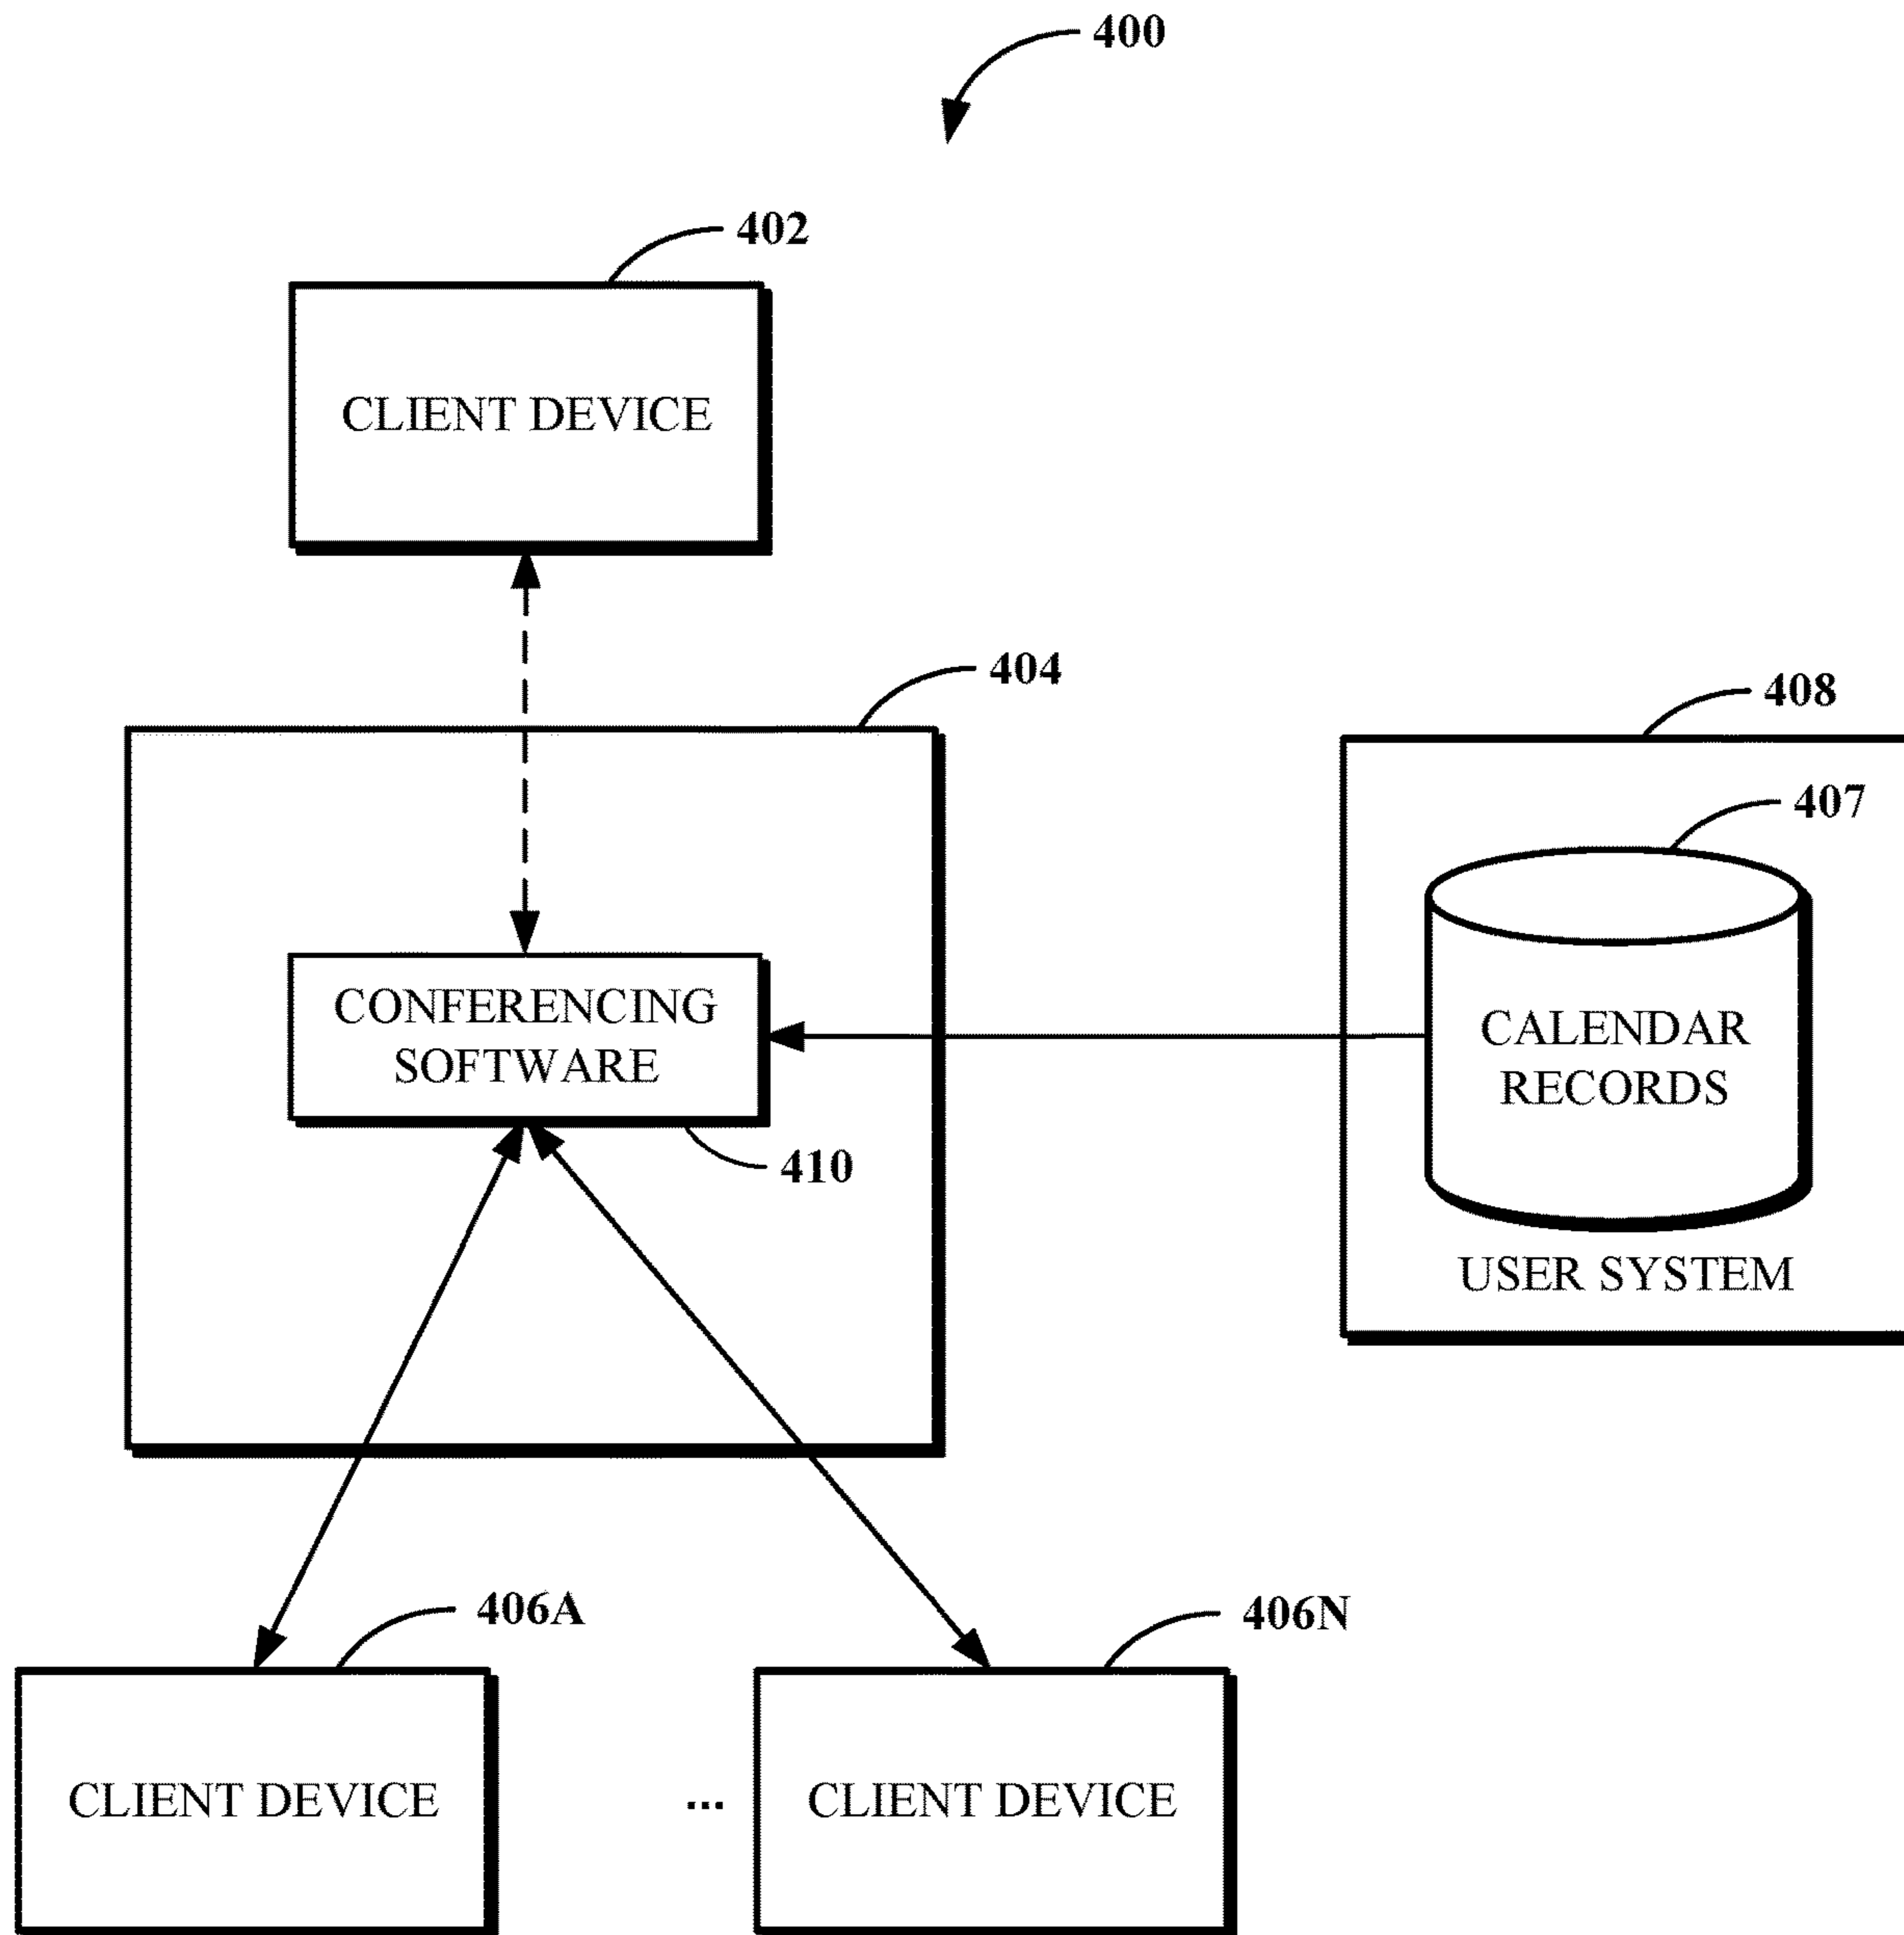 400
402
CLIENT DEVICE
404
408
407
CONFERENCING
SOFTWARE
CALENDAR
RECORDS
410
USER SYSTEM
406A
406N
CLIENT DEVICE
...
CLIENT DEVICE